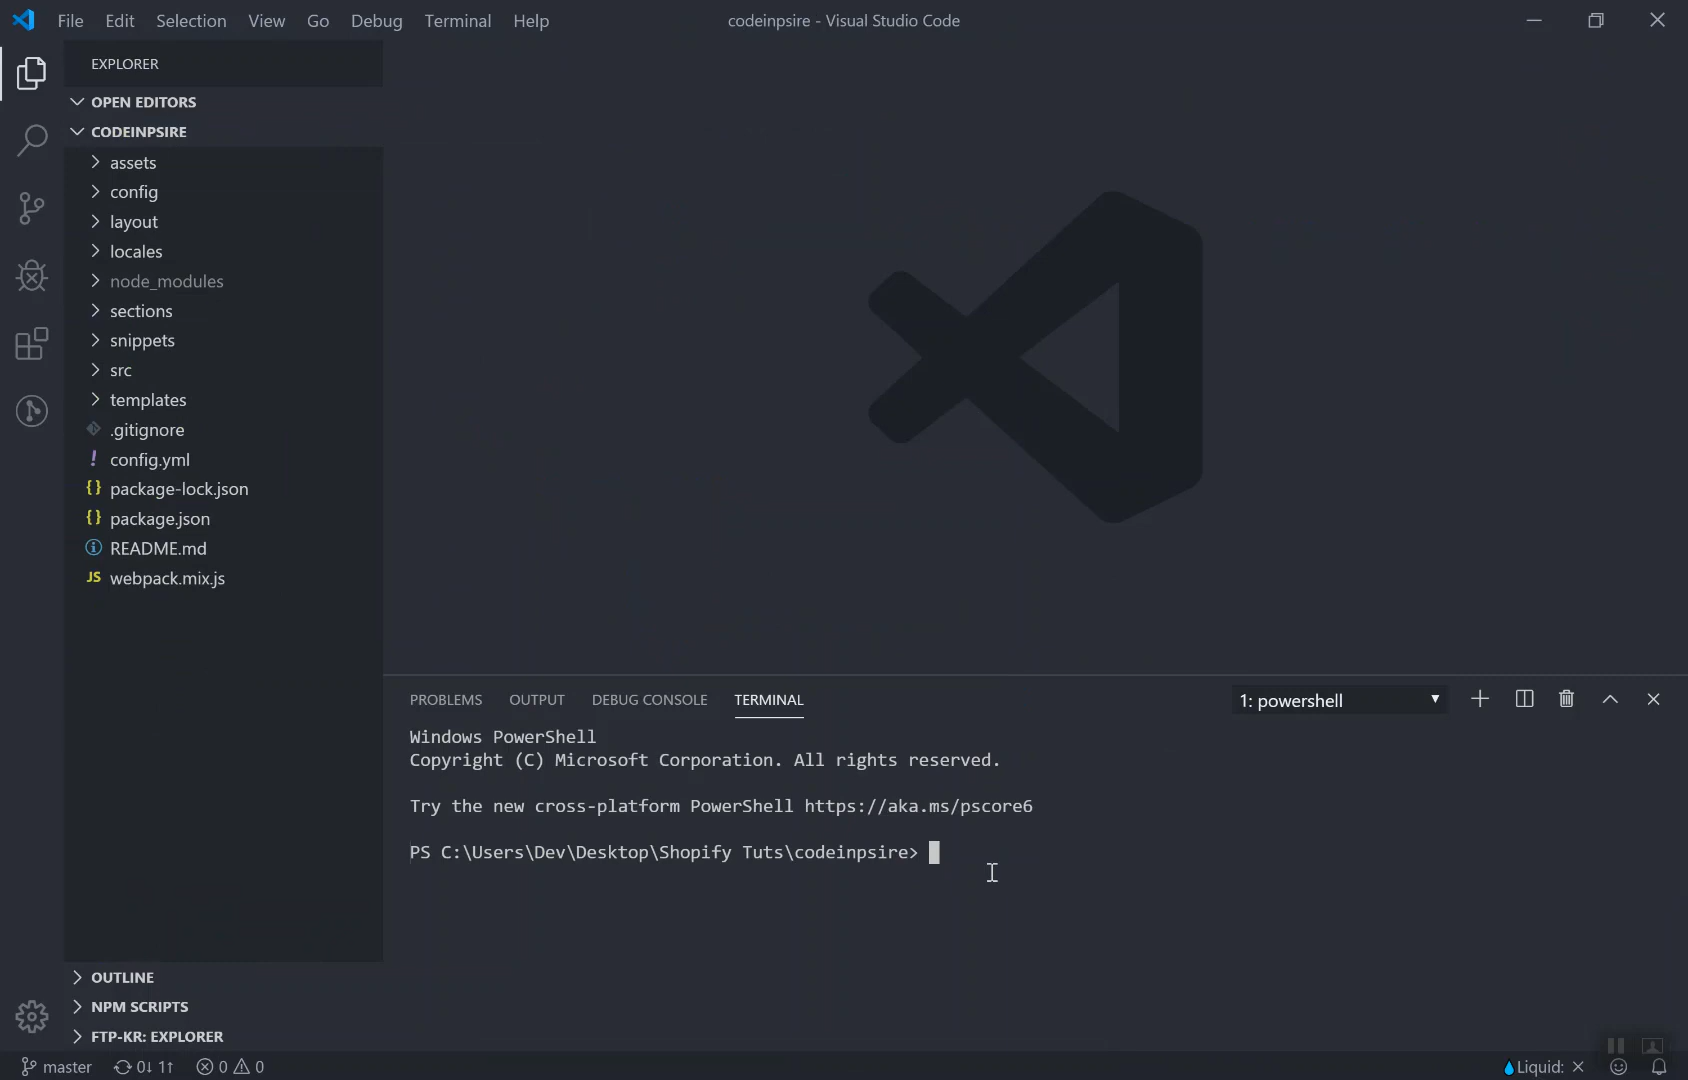 File Edit Selection View Go Debug Terminal Help
codeinpsire - Visual Studio Code
EXPLORER
OPEN EDITORS
CODEINPSIRE
assets
config
layout
locales
node_modules
sections
snippets
src
templates
.gitignore
! config.yml
{} package-lock.json
{} package.json
README.md
JS webpack.mix.js
OUTLINE
NPM SCRIPTS
FTP-KR: EXPLORER
PROBLEMS OUTPUT DEBUG CONSOLE TERMINAL
1: powershell
Windows PowerShell
Copyright (C) Microsoft Corporation. All rights reserved.
Try the new cross-platform PowerShell https://aka.ms/pscore6
PS C:\Users\Dev\Desktop\Shopify Tuts\codeinpsire>
master 0↓ 1↑ 0 0
Liquid: ×